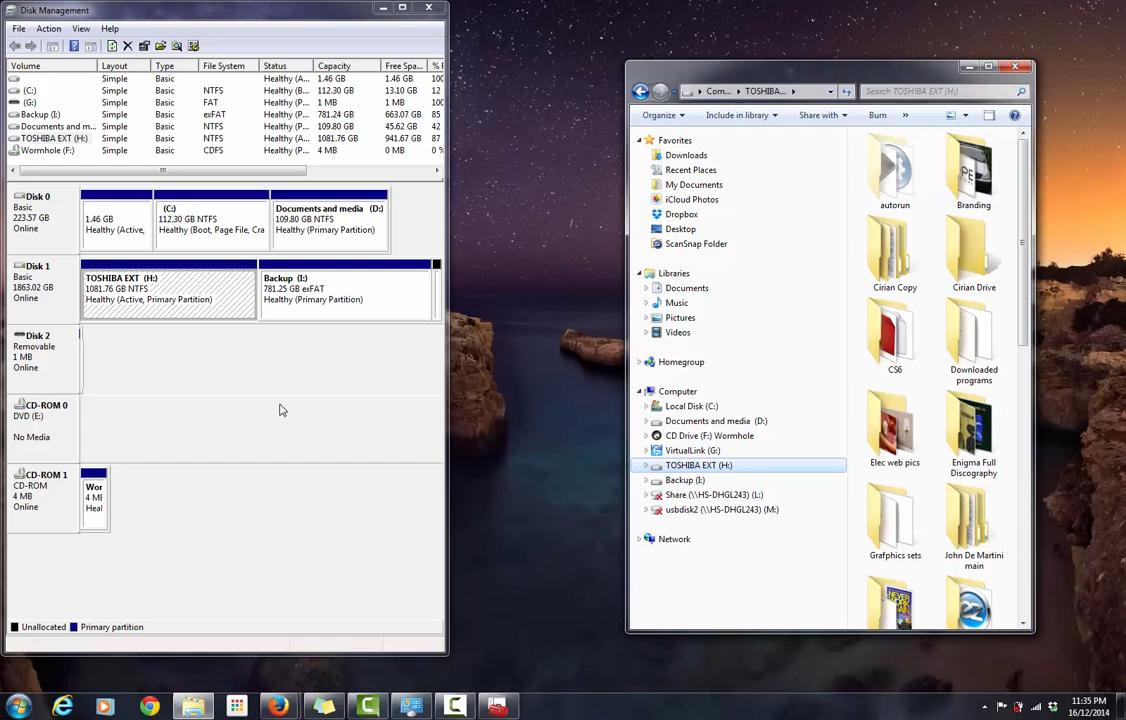 Disk Management
File Action View Help
Volume Layout Type File System Status Capacity Free Spa... % F
Simple Basic Healthy (A... 1.46 GB 1.46 GB 100
(C:) Simple Basic NTFS Healthy (B... 112.30 GB 13.10 GB 12
(G:) Simple Basic FAT Healthy (A... 1 MB 1 MB 100
Backup (I:) Simple Basic exFAT Healthy (P... 781.24 GB 663.07 GB 85
Documents and m... Simple Basic NTFS Healthy (P... 109.80 GB 45.62 GB 42
TOSHIBA EXT (H:) Simple Basic NTFS Healthy (A... 1081.76 GB 941.67 GB 87
Wormhole (F:) Simple Basic CDFS Healthy (P... 4 MB 0 MB 0 %
Disk 0
Basic
223.57 GB
Online
1.46 GB
Healthy (Active,
(C:)
112.30 GB NTFS
Healthy (Boot, Page File, Cra
Documents and media (D:)
109.80 GB NTFS
Healthy (Primary Partition)
Disk 1
Basic
1863.02 GB
Online
TOSHIBA EXT (H:)
1081.76 GB NTFS
Healthy (Active, Primary Partition)
Backup (I:)
781.25 GB exFAT
Healthy (Primary Partition)
Disk 2
Removable
1 MB
Online
CD-ROM 0
DVD (E:)
No Media
CD-ROM 1
CD-ROM
4 MB
Online
Wor
4 ME
Heal
Unallocated Primary partition
Com... TOSHIBA... Search TOSHIBA EXT (H:)
Organize Include in library Share with Burn »
Favorites
Downloads
Recent Places
My Documents
iCloud Photos
Dropbox
Desktop
ScanSnap Folder
Libraries
Documents
Music
Pictures
Videos
Homegroup
Computer
Local Disk (C:)
Documents and media (D:)
CD Drive (F:) Wormhole
VirtualLink (G:)
TOSHIBA EXT (H:)
Backup (I:)
Share (\\HS-DHGL243) (L:)
usbdisk2 (\\HS-DHGL243) (M:)
Network
autorun Branding
Cirian Copy Cirian Drive
CS6 Downloaded programs
Elec web pics Enigma Full Discography
Grafphics sets John De Martini main
11:35 PM
16/12/2014